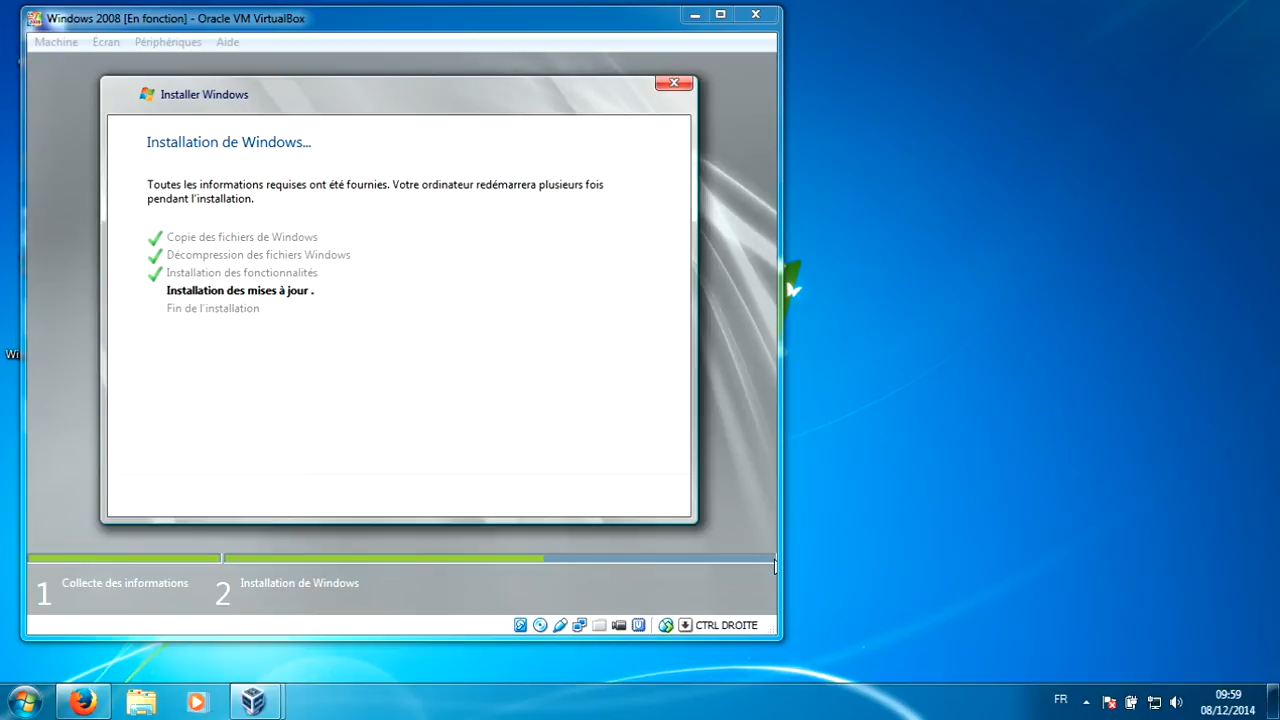 Windows 2008 [En fonction] - Oracle VM VirtualBox
Machine Écran Périphériques Aide
Installer Windows
Installation de Windows...
Toutes les informations requises ont été fournies. Votre ordinateur redémarrera plusieurs fois
pendant l'installation.
Copie des fichiers de Windows
Décompression des fichiers Windows
Installation des fonctionnalités
Installation des mises à jour .
Fin de l'installation
Wi
1 Collecte des informations 2 Installation de Windows
CTRL DROITE
FR 09:59
08/12/2014